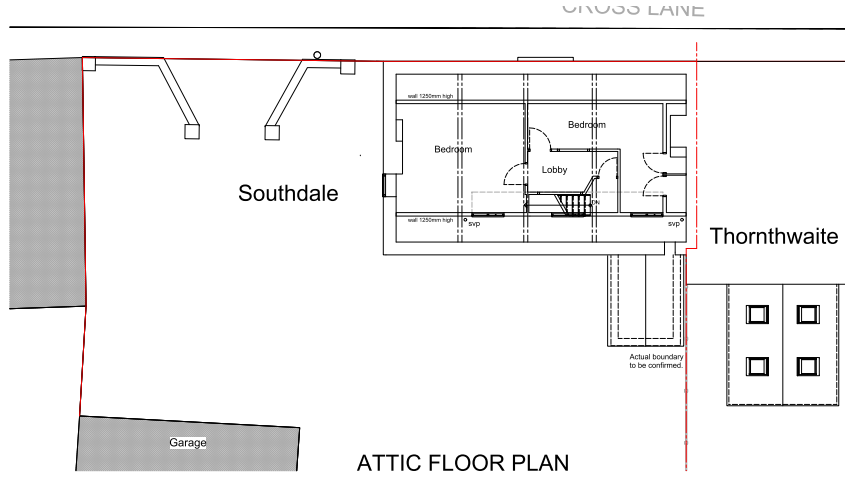 CROSS LANE
wall 1250mm high
Bedroom
Bedroom
Lobby
Southdale
DN
wall 1250mm high
svp
svp
Thornthwaite
Actual boundary
to be confirmed.
Garage
ATTIC FLOOR PLAN